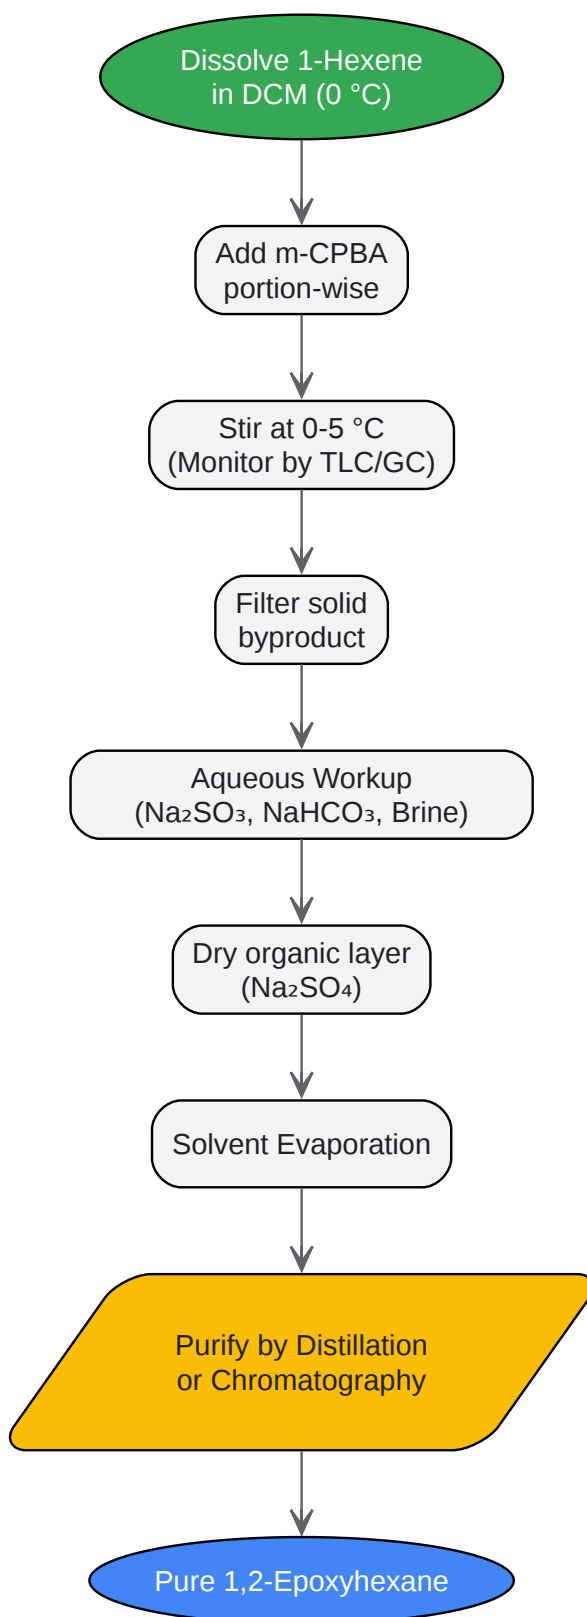 Dissolve 1-Hexene
in DCM (0 °C)
Add m-CPBA
portion-wise
Stir at 0-5 °C
(Monitor by TLC/GC)
Filter solid
byproduct
Aqueous Workup
(Na₂SO₃, NaHCO₃, Brine)
Dry organic layer
(Na₂SO₄)
Solvent Evaporation
Purify by Distillation
or Chromatography
Pure 1,2-Epoxyhexane